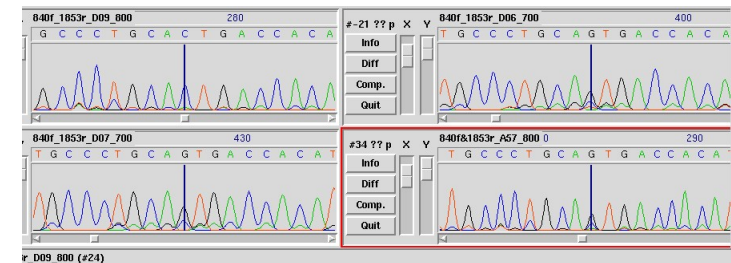 840f_1853r_D09_800 280
G C C C T G C A C T G A C C A C A
#-21 ?? p X Y
Info
Diff
Comp.
Quit
840f_1853r_D06_700 400
T G C C C T G C A G T G A C C A C A
840f_1853r_D07_700 430
T G C C C T G C A G T G A C C A C A T
#34 ?? p X Y
Info
Diff
Comp.
Quit
840f&1853r_A57_800 0 290
T G C C C T G C A G T G A C C A C A T
r_D09_800 (#24)